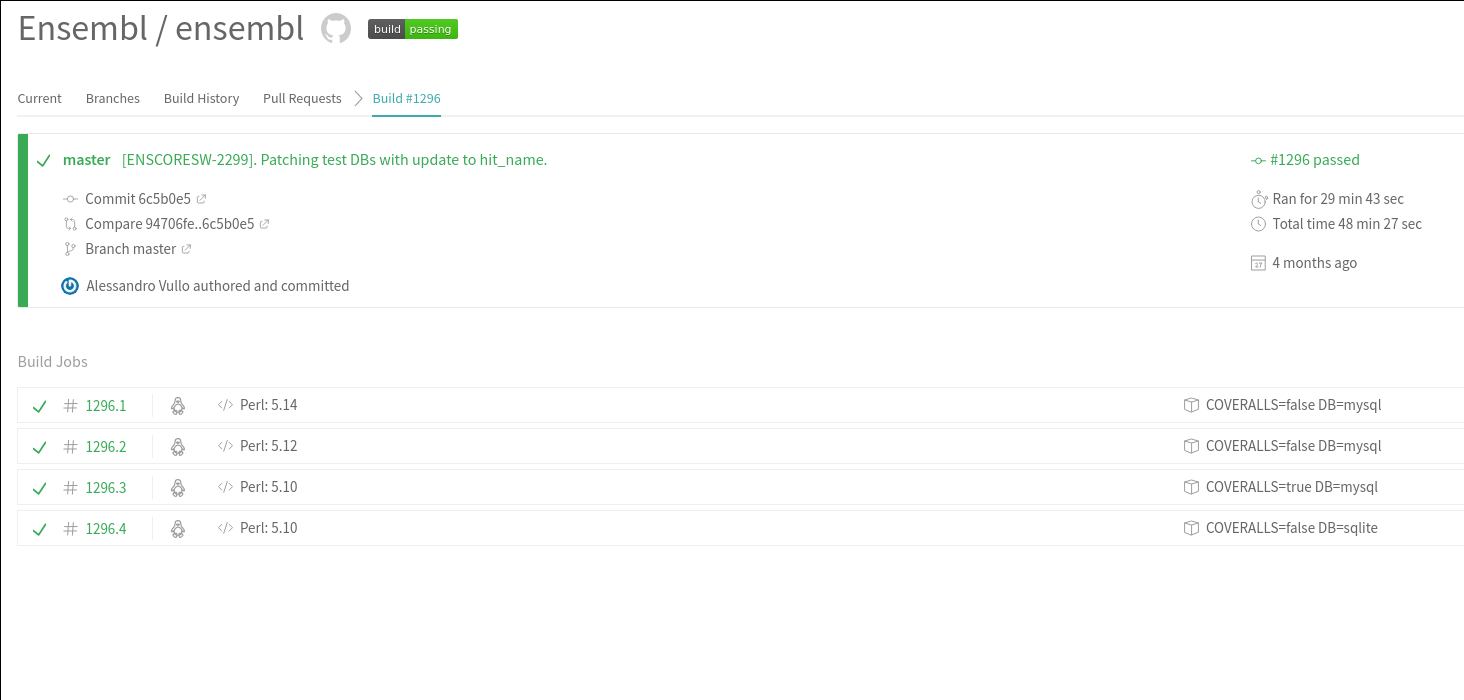 Ensembl / ensembl build passing
Current Branches Build History Pull Requests Build #1296
master [ENSCORESW-2299]. Patching test DBs with update to hit_name. #1296 passed
Commit 6c5b0e5 Ran for 29 min 43 sec
Compare 94706fe..6c5b0e5 Total time 48 min 27 sec
Branch master
4 months ago
Alessandro Vullo authored and committed
Build Jobs
# 1296.1 </> Perl: 5.14 COVERALLS=false DB=mysql
# 1296.2 </> Perl: 5.12 COVERALLS=false DB=mysql
# 1296.3 </> Perl: 5.10 COVERALLS=true DB=mysql
# 1296.4 </> Perl: 5.10 COVERALLS=false DB=sqlite